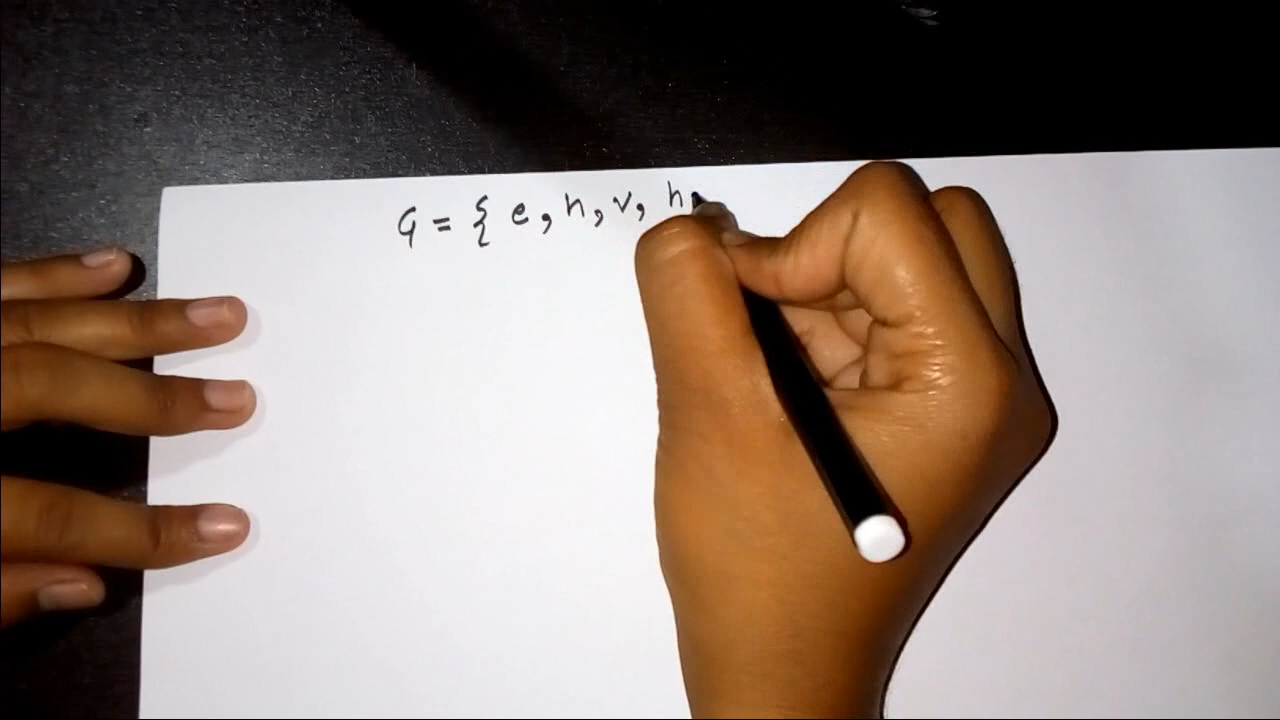 G = { e, h, v, h